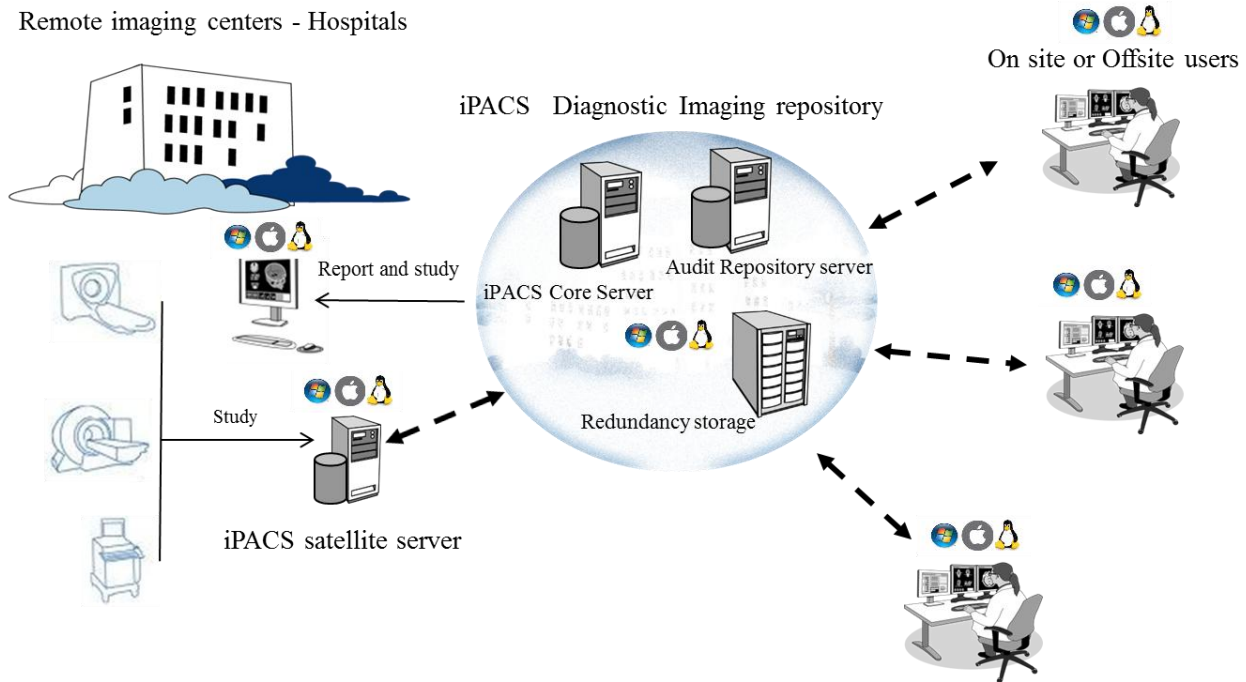 Remote imaging centers - Hospitals
On site or Offsite users
iPACS Diagnostic Imaging repository
Audit Repository server
Report and study
iPACS Core Server
Study
Redundancy storage
iPACS satellite server